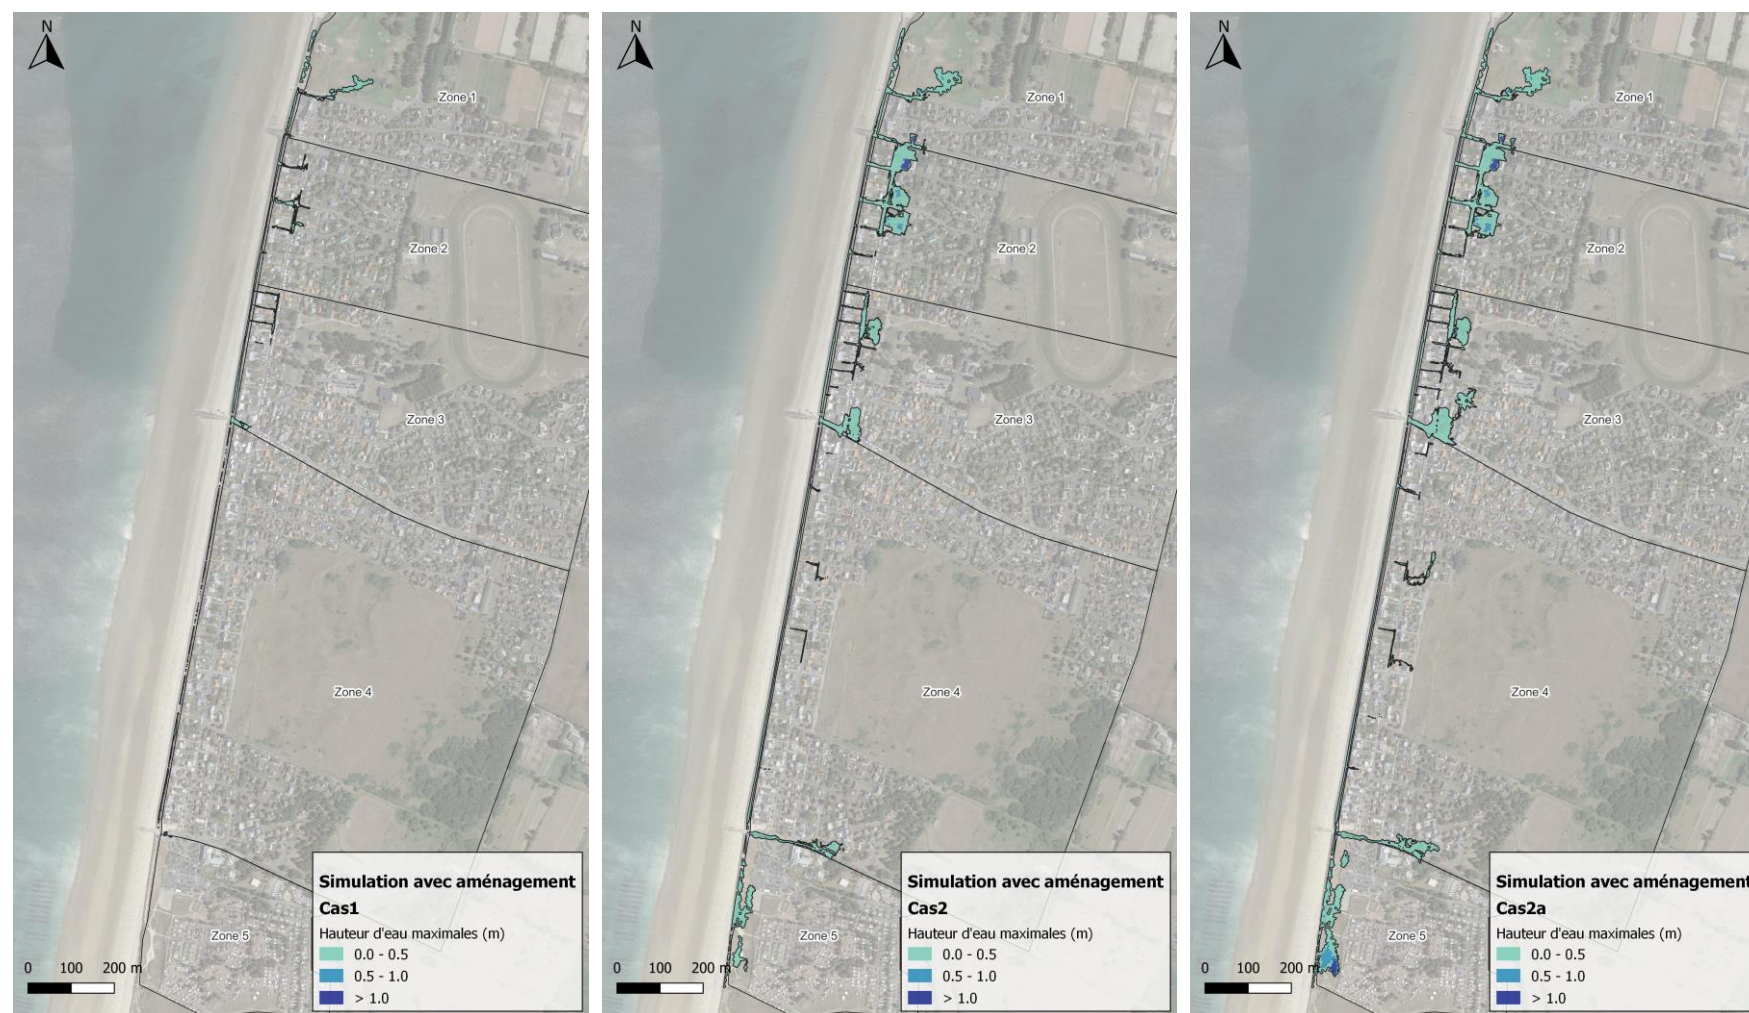 N
Zone 1
Zone 2
Zone 3
Zone 4
Zone 5
0 100 200 m
Simulation avec aménagement
Cas1
Hauteur d'eau maximales (m)
0.0 - 0.5
0.5 - 1.0
> 1.0
N
Zone 1
Zone 2
Zone 3
Zone 4
Zone 5
0 100 200 m
Simulation avec aménagement
Cas2
Hauteur d'eau maximales (m)
0.0 - 0.5
0.5 - 1.0
> 1.0
N
Zone 1
Zone 2
Zone 3
Zone 4
Zone 5
0 100 200 m
Simulation avec aménagement
Cas2a
Hauteur d'eau maximales (m)
0.0 - 0.5
0.5 - 1.0
> 1.0